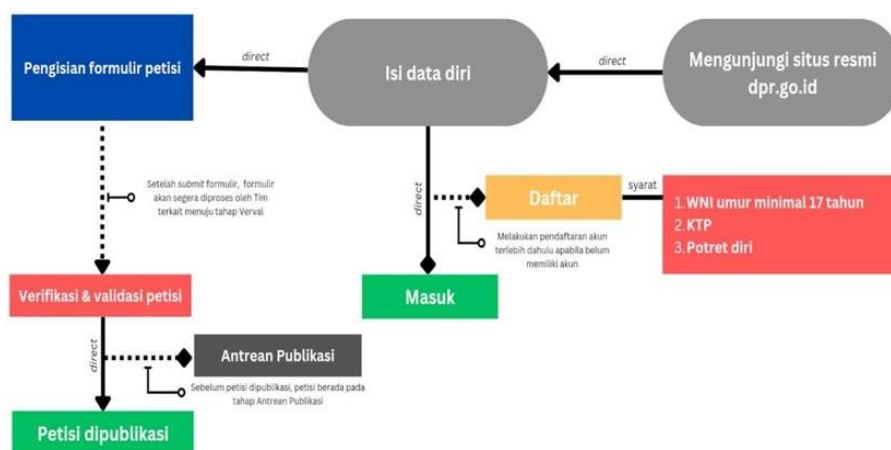 Pengisian formulir petisi
direct
Isi data diri
direct
Mengunjungi situs resmi
dpr.go.id
Setelah submit formulir, formulir
akan segera diproses oleh Tim
terkait menuju tahap Verval
direct
Daftar
syarat
1. WNI umur minimal 17 tahun
2. KTP
3. Potret diri
Melakukan pendaftaran akun
terlebih dahulu apabila belum
memiliki akun
Verifikasi & validasi petisi
Masuk
direct
Antrean Publikasi
Sebelum petisi dipublikasi, petisi berada pada
tahap Antrean Publikasi
Petisi dipublikasi